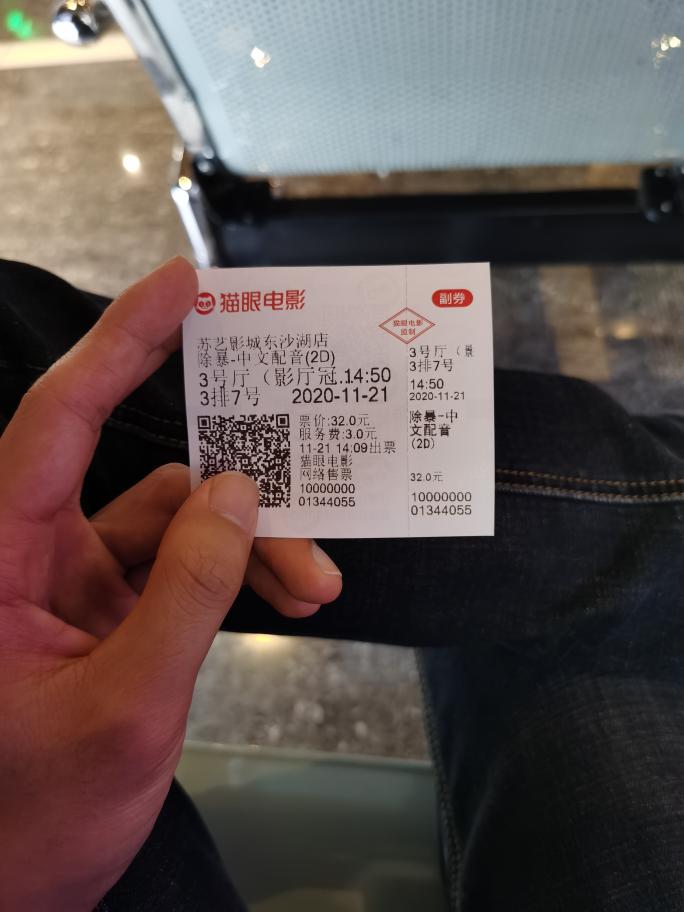 猫眼电影
苏艺影城东沙湖店
除暴-中文配音(2D)
3号厅（影厅冠.14:50
3排7号 2020-11-21
票价:32.0元
服务费:3.0元
11-21 14:09出票
猫眼电影
网络售票
10000000
01344055
副券
猫眼电影
监制
3号厅（影
3排7号
14:50
2020-11-21
除暴-中
文配音
(2D)
32.0元
10000000
01344055